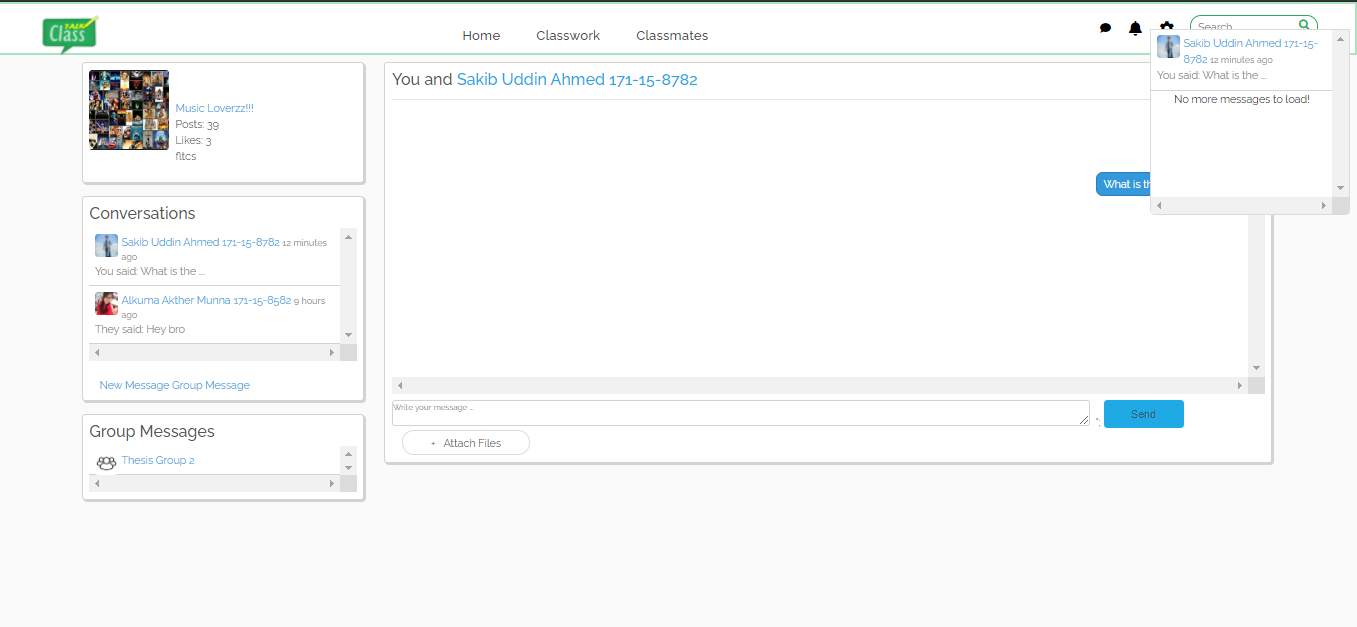 TALK
Class
Home
Classwork
Classmates
Search
Sakib Uddin Ahmed 171-15-
8782 12 minutes ago
You said: What is the ...
No more messages to load!
Music Loverzz!!!
Posts: 39
Likes: 3
fltcs
Conversations
Sakib Uddin Ahmed 171-15-8782 12 minutes
ago
You said: What is the ...
Alkuma Akther Munna 171-15-8582 9 hours
ago
They said: Hey bro
New Message Group Message
Group Messages
Thesis Group 2
You and Sakib Uddin Ahmed 171-15-8782
What is th
Write your message ...
Send
+ Attach Files